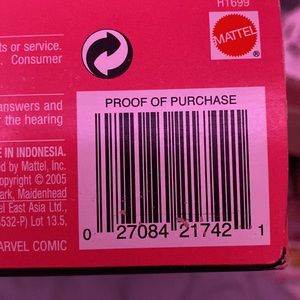 H1699
ts or service.
. Consumer
MATTEL
®
answers and
r the hearing
PROOF OF PURCHASE
E IN INDONESIA.
ed by Mattel, Inc.
opyright © 2005
ark, Maidenhead
el East Asia Ltd.,
532-P) Lot 13.5,
ARVEL COMIC
0 27084 21742 1